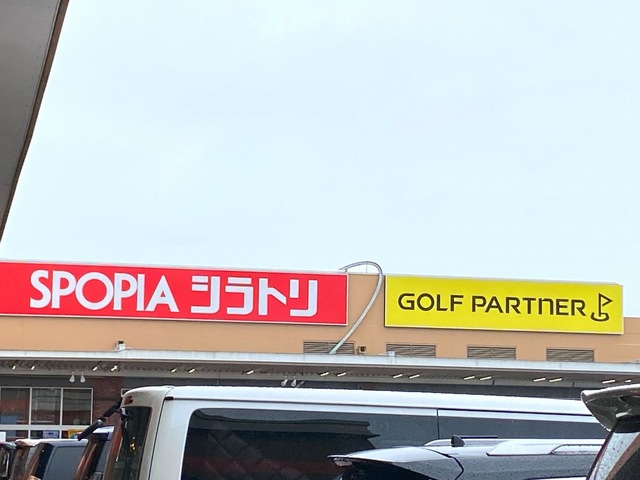 SPOPIA シラトリ
GOLF PARTNER